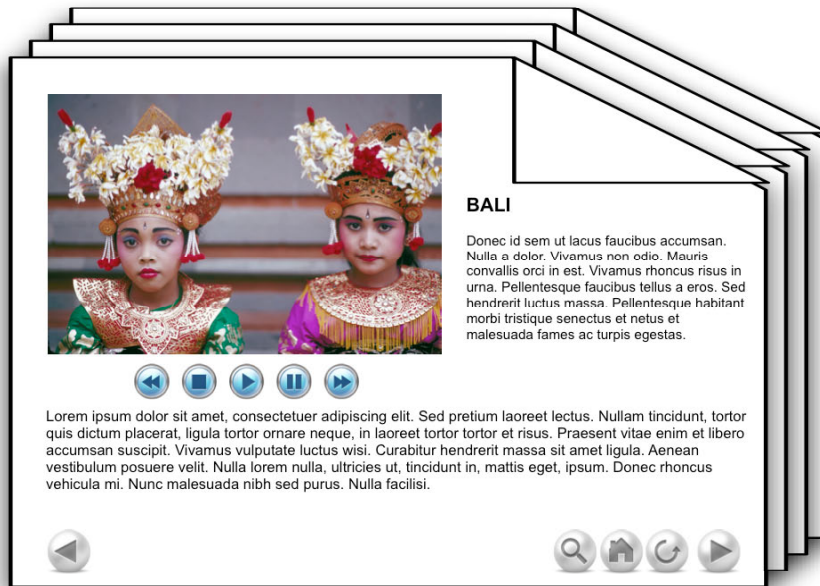 BALI
Donec id sem ut lacus faucibus accumsan.
Nulla a dolor. Vivamus non odio. Mauris
convallis orci in est. Vivamus rhoncus risus in
urna. Pellentesque faucibus tellus a eros. Sed
hendrerit luctus massa. Pellentesque habitant
morbi tristique senectus et netus et
malesuada fames ac turpis egestas.
Lorem ipsum dolor sit amet, consectetuer adipiscing elit. Sed pretium laoreet lectus. Nullam tincidunt, tortor
quis dictum placerat, ligula tortor ornare neque, in laoreet tortor tortor et risus. Praesent vitae enim et libero
accumsan suscipit. Vivamus vulputate luctus wisi. Curabitur hendrerit massa sit amet ligula. Aenean
vestibulum posuere velit. Nulla lorem nulla, ultricies ut, tincidunt in, mattis eget, ipsum. Donec rhoncus
vehicula mi. Nunc malesuada nibh sed purus. Nulla facilisi.